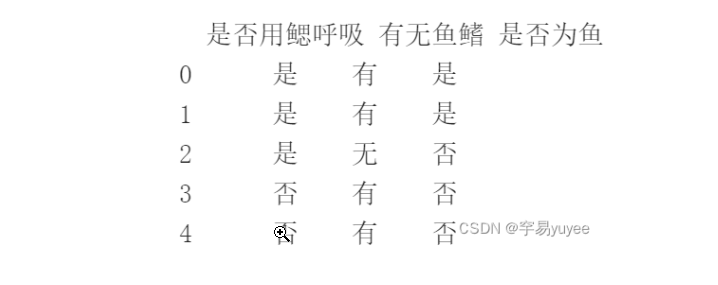 是否用鳃呼吸 有无鱼鳍 是否为鱼
0 是 有 是
1 是 有 是
2 是 无 否
3 否 有 否
4 否 有 否
CSDN @宇易yuyee